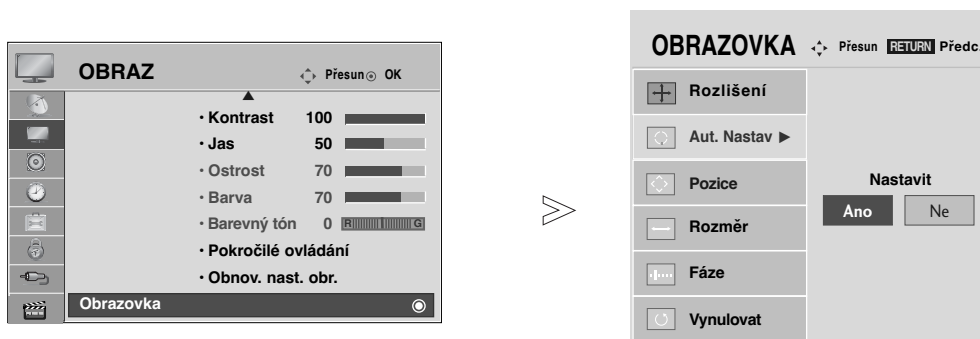 OBRAZ Přesun OK
· Kontrast 100
· Jas 50
· Ostrost 70
· Barva 70
· Barevný tón 0 R G
· Pokročilé ovládání
· Obnov. nast. obr.
Obrazovka
OBRAZOVKA Přesun RETURN Předc.
Rozlišení
Aut. Nastav ►
Pozice
Rozměr
Fáze
Vynulovat
Nastavit
Ano Ne